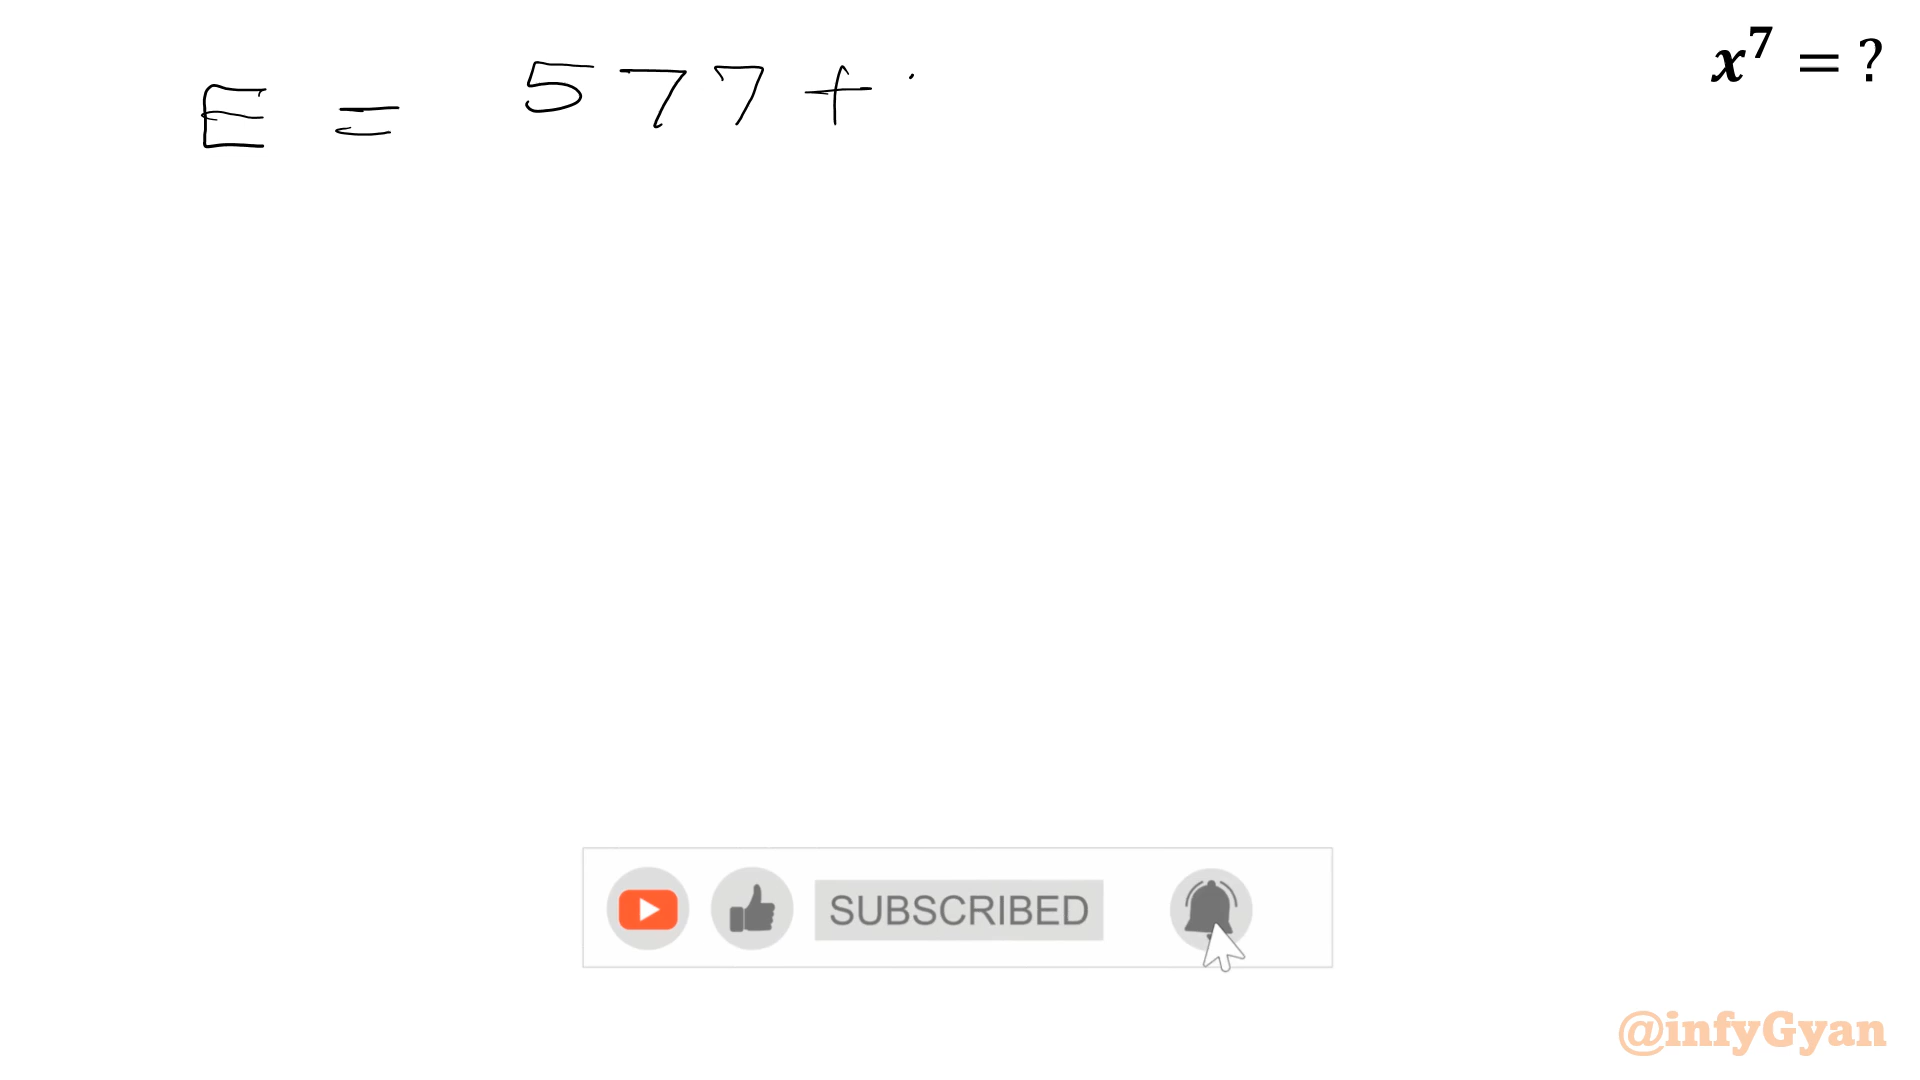 x⁷ = ?
E = 577+
SUBSCRIBED
@infyGyan